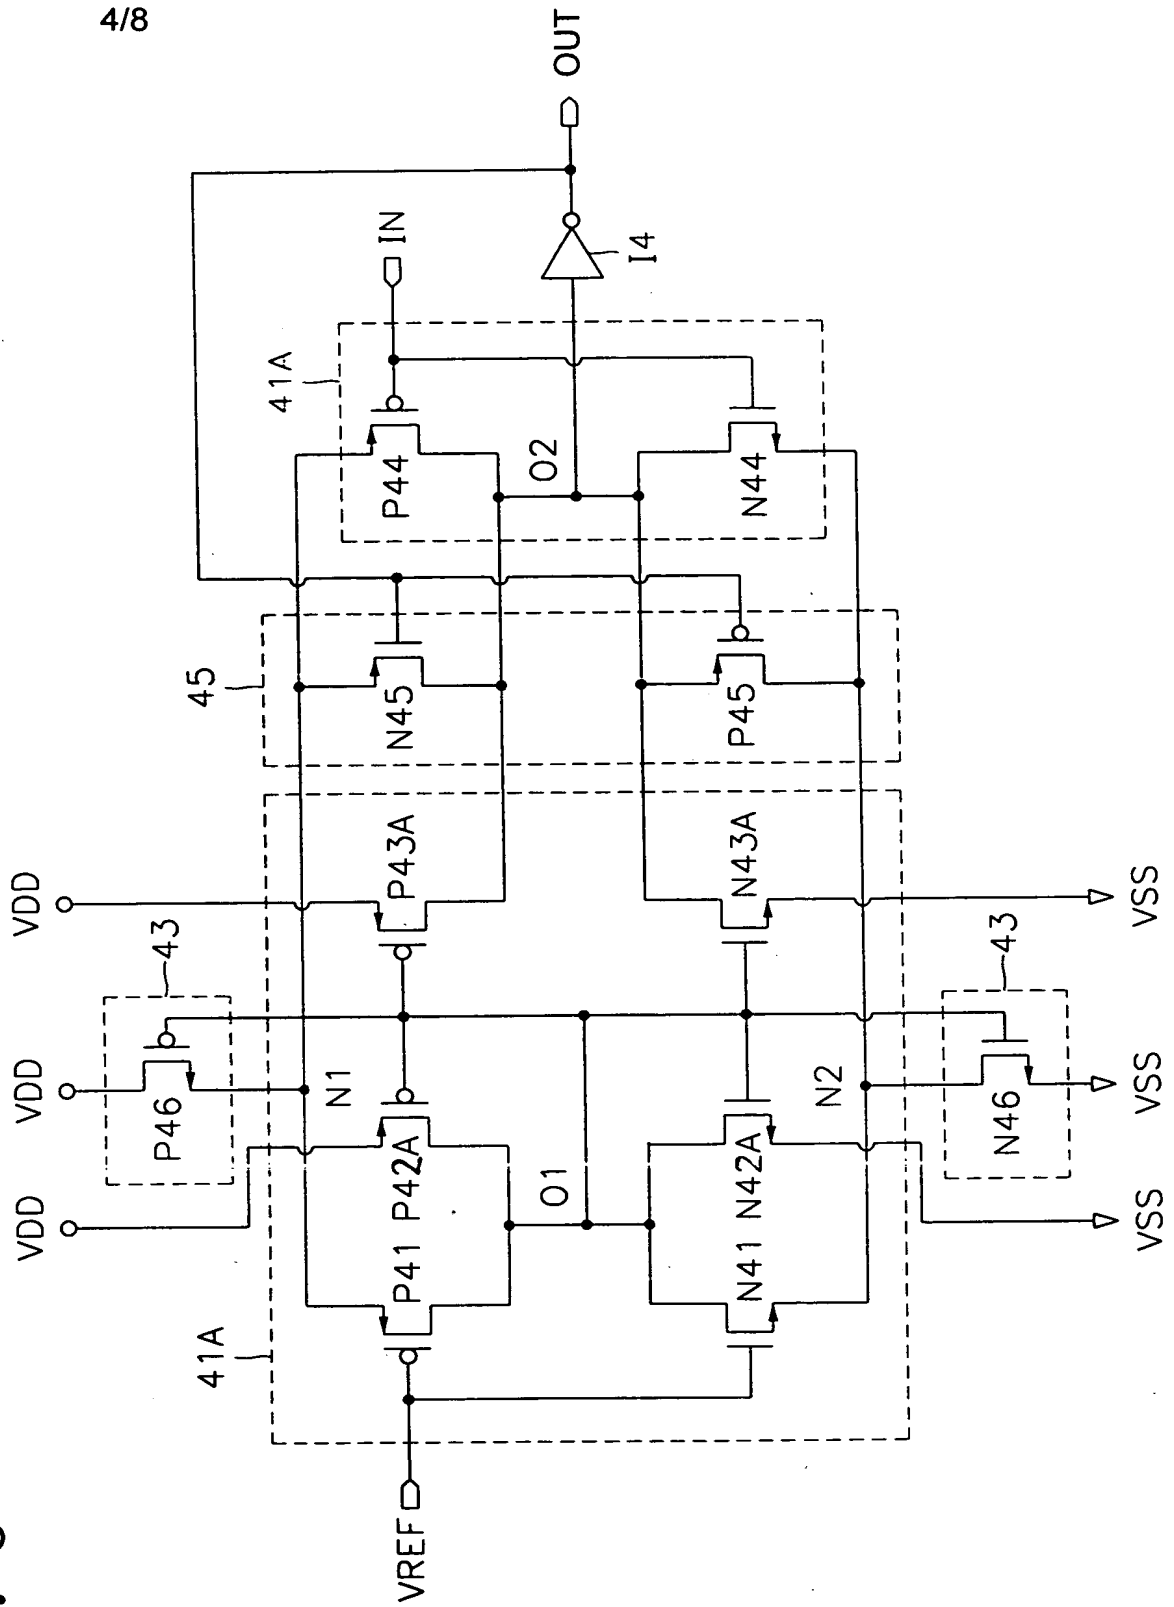 4/8
OUT
IN
I4
41A
P44
O2
N44
45
N45
P45
VDD
P43A
N43A
VSS
43
43
VDD
P46
N1
N2
N46
VSS
VDD
P42A
O1
N42A
VSS
41A
P41
N41
VREF